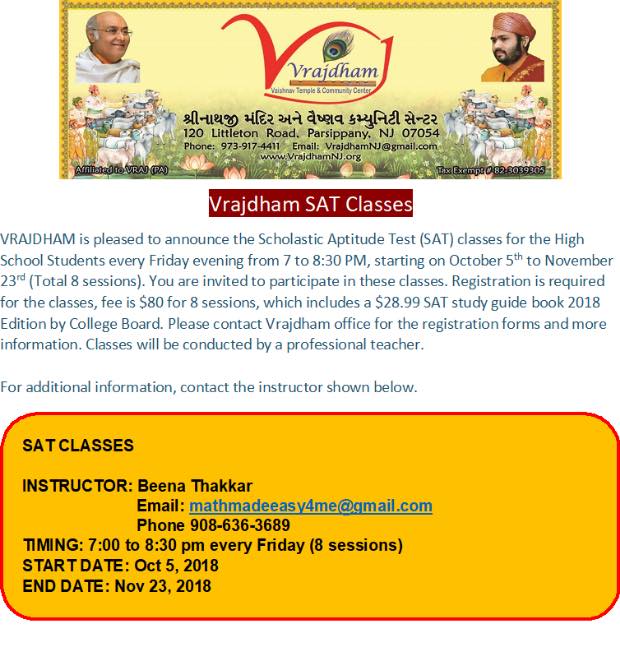 Vrajdham
Vaishnav Temple & Community Center
શ્રીનાથજી મંદિર અને વૈષ્ણવ કમ્યુનિટી સેન્ટર
120 Littleton Road, Parsippany, NJ 07054
Phone: 973-917-4411 Email: VrajdhamNJ@gmail.com
www.VrajdhamNJ.org
Affiliated to VRAJ (PA) Tax Exempt # 82-3039305
Vrajdham SAT Classes
VRAJDHAM is pleased to announce the Scholastic Aptitude Test (SAT) classes for the High
School Students every Friday evening from 7 to 8:30 PM, starting on October 5th to November
23rd (Total 8 sessions). You are invited to participate in these classes. Registration is required
for the classes, fee is $80 for 8 sessions, which includes a $28.99 SAT study guide book 2018
Edition by College Board. Please contact Vrajdham office for the registration forms and more
information. Classes will be conducted by a professional teacher.
For additional information, contact the instructor shown below.
SAT CLASSES
INSTRUCTOR: Beena Thakkar
Email: mathmadeeasy4me@gmail.com
Phone 908-636-3689
TIMING: 7:00 to 8:30 pm every Friday (8 sessions)
START DATE: Oct 5, 2018
END DATE: Nov 23, 2018